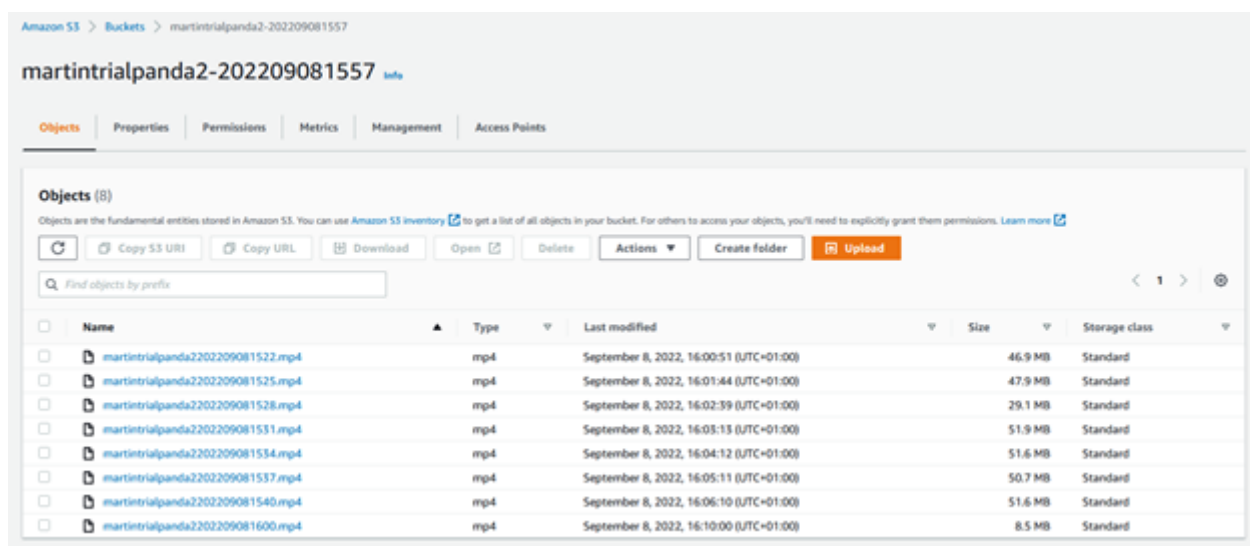 Amazon S3 > Buckets > martintrialpanda2-202209081557
martintrialpanda2-202209081557 Info
Objects Properties Permissions Metrics Management Access Points
Objects (8)
Objects are the fundamental entities stored in Amazon S3. You can use Amazon S3 inventory to get a list of all objects in your bucket. For others to access your objects, you'll need to explicitly grant them permissions. Learn more
Copy S3 URI Copy URL Download Open Delete Actions Create folder Upload
Find objects by prefix < 1 >
Name Type Last modified Size Storage class
martintrialpanda2202209081522.mp4 mp4 September 8, 2022, 16:00:51 (UTC+01:00) 46.9 MB Standard
martintrialpanda2202209081525.mp4 mp4 September 8, 2022, 16:01:44 (UTC+01:00) 47.9 MB Standard
martintrialpanda2202209081528.mp4 mp4 September 8, 2022, 16:02:39 (UTC+01:00) 29.1 MB Standard
martintrialpanda2202209081531.mp4 mp4 September 8, 2022, 16:03:13 (UTC+01:00) 51.9 MB Standard
martintrialpanda2202209081534.mp4 mp4 September 8, 2022, 16:04:12 (UTC+01:00) 51.6 MB Standard
martintrialpanda2202209081537.mp4 mp4 September 8, 2022, 16:05:11 (UTC+01:00) 50.7 MB Standard
martintrialpanda2202209081540.mp4 mp4 September 8, 2022, 16:06:10 (UTC+01:00) 51.6 MB Standard
martintrialpanda2202209081600.mp4 mp4 September 8, 2022, 16:10:00 (UTC+01:00) 8.5 MB Standard